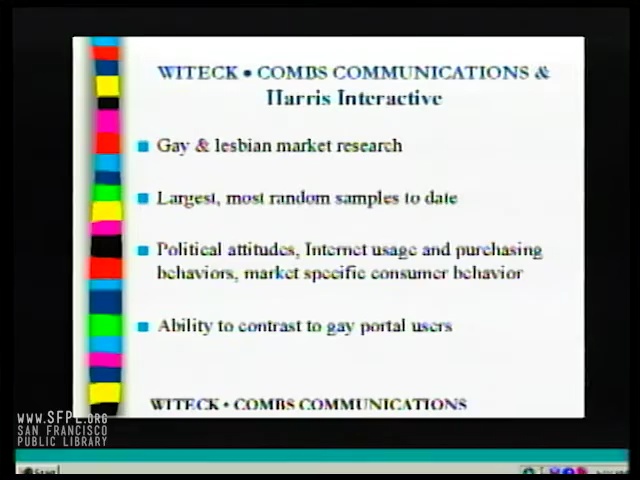 WITECK • COMBS COMMUNICATIONS &
Harris Interactive
Gay & lesbian market research
Largest, most random samples to date
Political attitudes, Internet usage and purchasing
behaviors, market specific consumer behavior
Ability to contrast to gay portal users
WITECK • COMBS COMMUNICATIONS
WWW.SFPL.ORG
SAN FRANCISCO
PUBLIC LIBRARY
Start